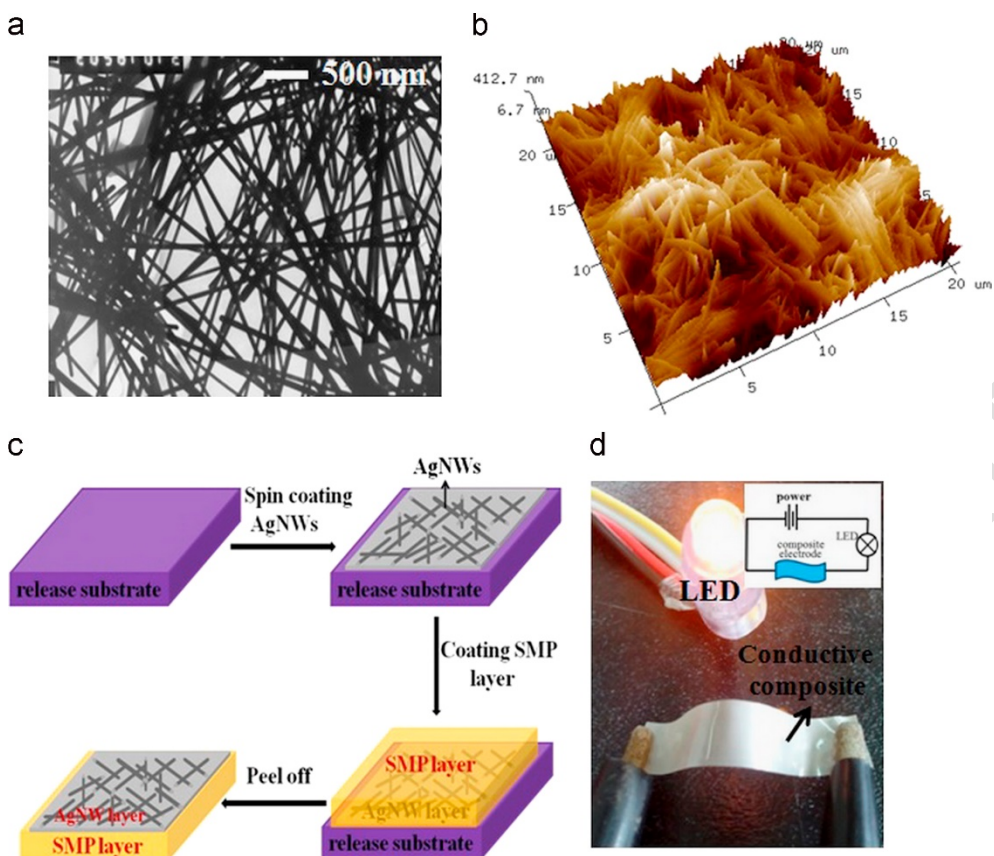 a
500 nm
b
20 um
412.7 nm
6.7 nm
20 um
15
10
5
5
10
15
20 um
15
10
5
c
AgNWs
Spin coating
AgNWs
release substrate
release substrate
Coating SMP
layer
SMP layer
AgNW layer
release substrate
Peel off
AgNW layer
SMP layer
d
power
LED
composite
electrode
LED
Conductive
composite